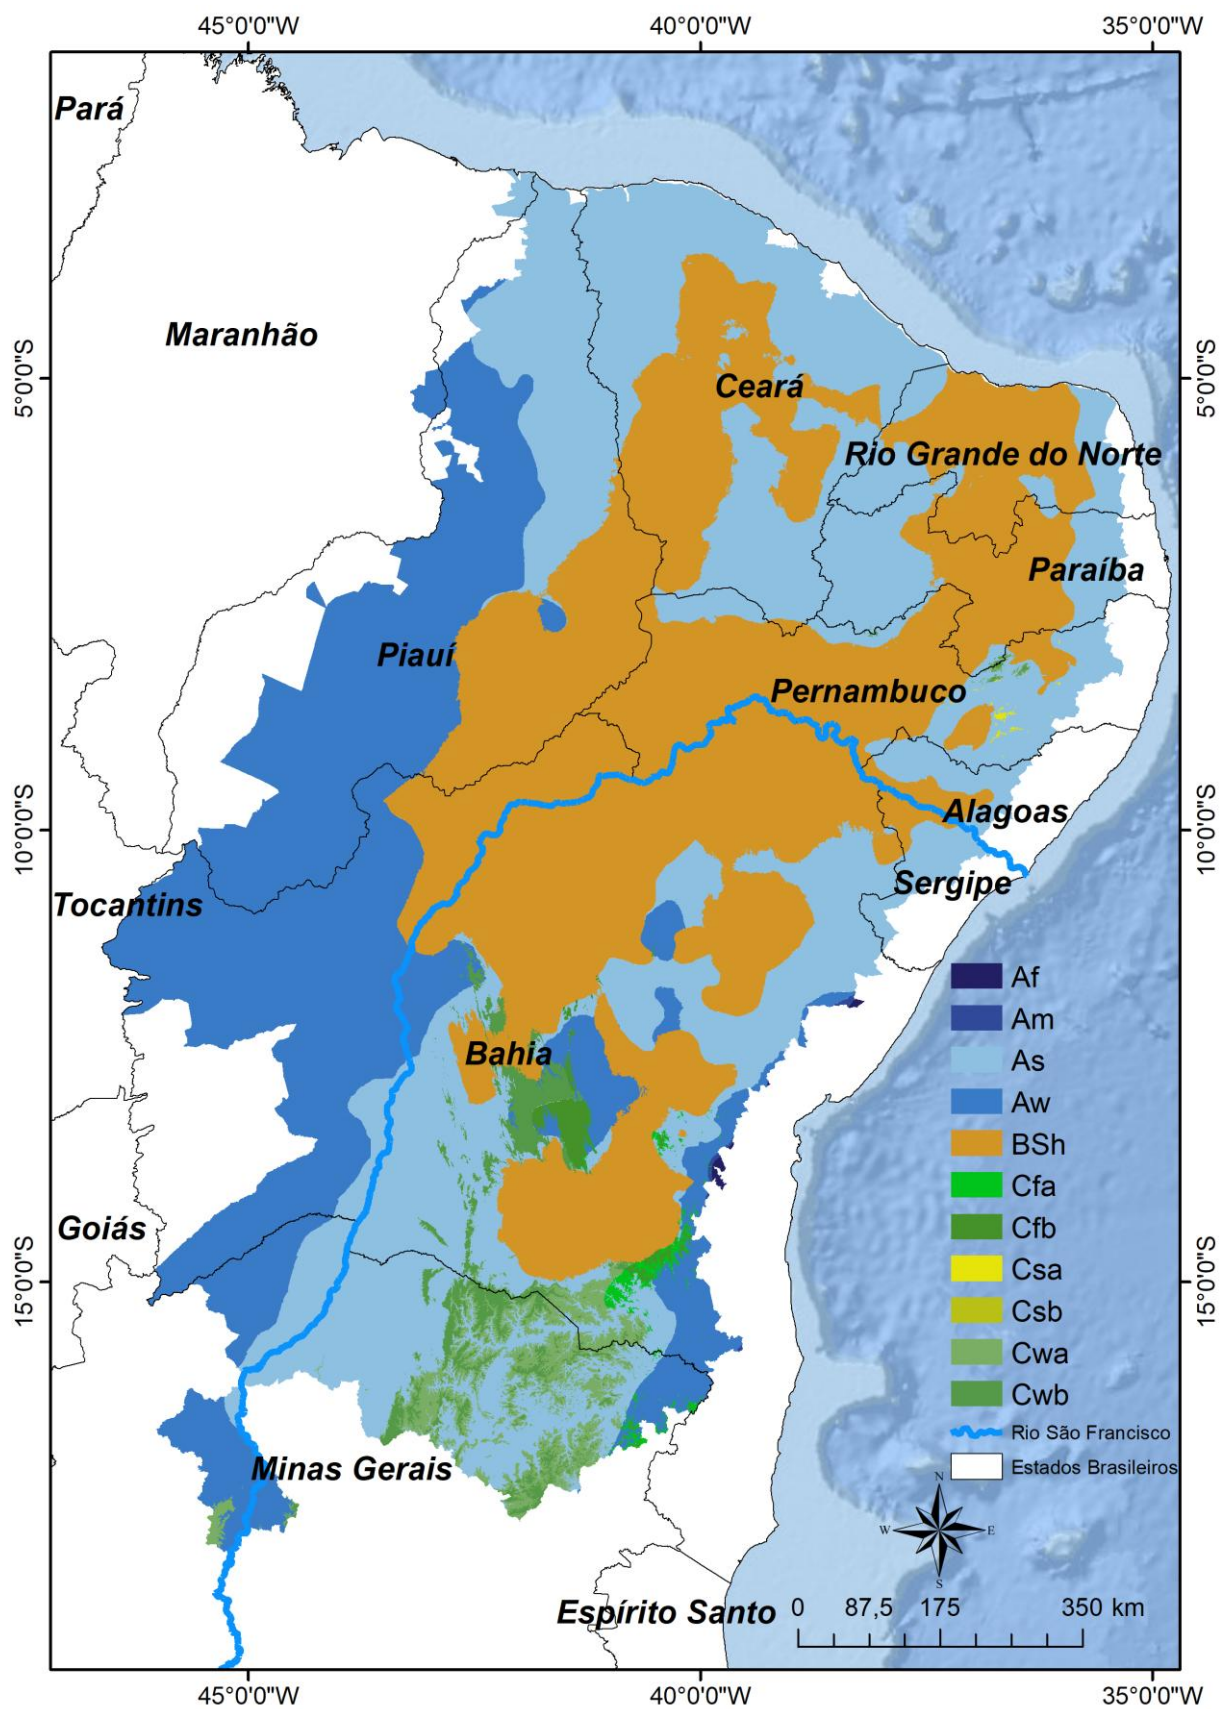 45°0'0"W
40°0'0"W
35°0'0"W
Pará
Maranhão
5°0'0"S
5°0'0"S
Ceará
Rio Grande do Norte
Paraíba
Piauí
Pernambuco
10°0'0"S
10°0'0"S
Alagoas
Sergipe
Tocantins
Bahia
Goiás
15°0'0"S
15°0'0"S
Minas Gerais
Espírito Santo
Af
Am
As
Aw
BSh
Cfa
Cfb
Csa
Csb
Cwa
Cwb
Rio São Francisco
Estados Brasileiros
N
W
E
S
0 87,5 175 350 km
45°0'0"W
40°0'0"W
35°0'0"W